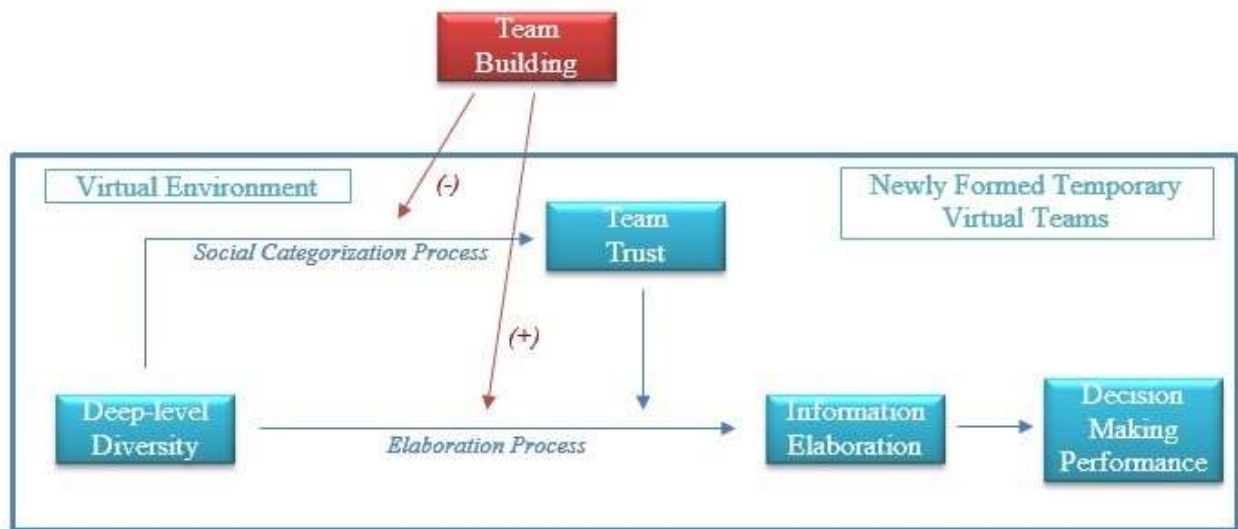 Team
Building
Virtual Environment
(-)
Newly Formed Temporary
Virtual Teams
Team
Trust
Social Categorization Process
(+)
Deep-level
Diversity
Elaboration Process
Information
Elaboration
Decision
Making
Performance